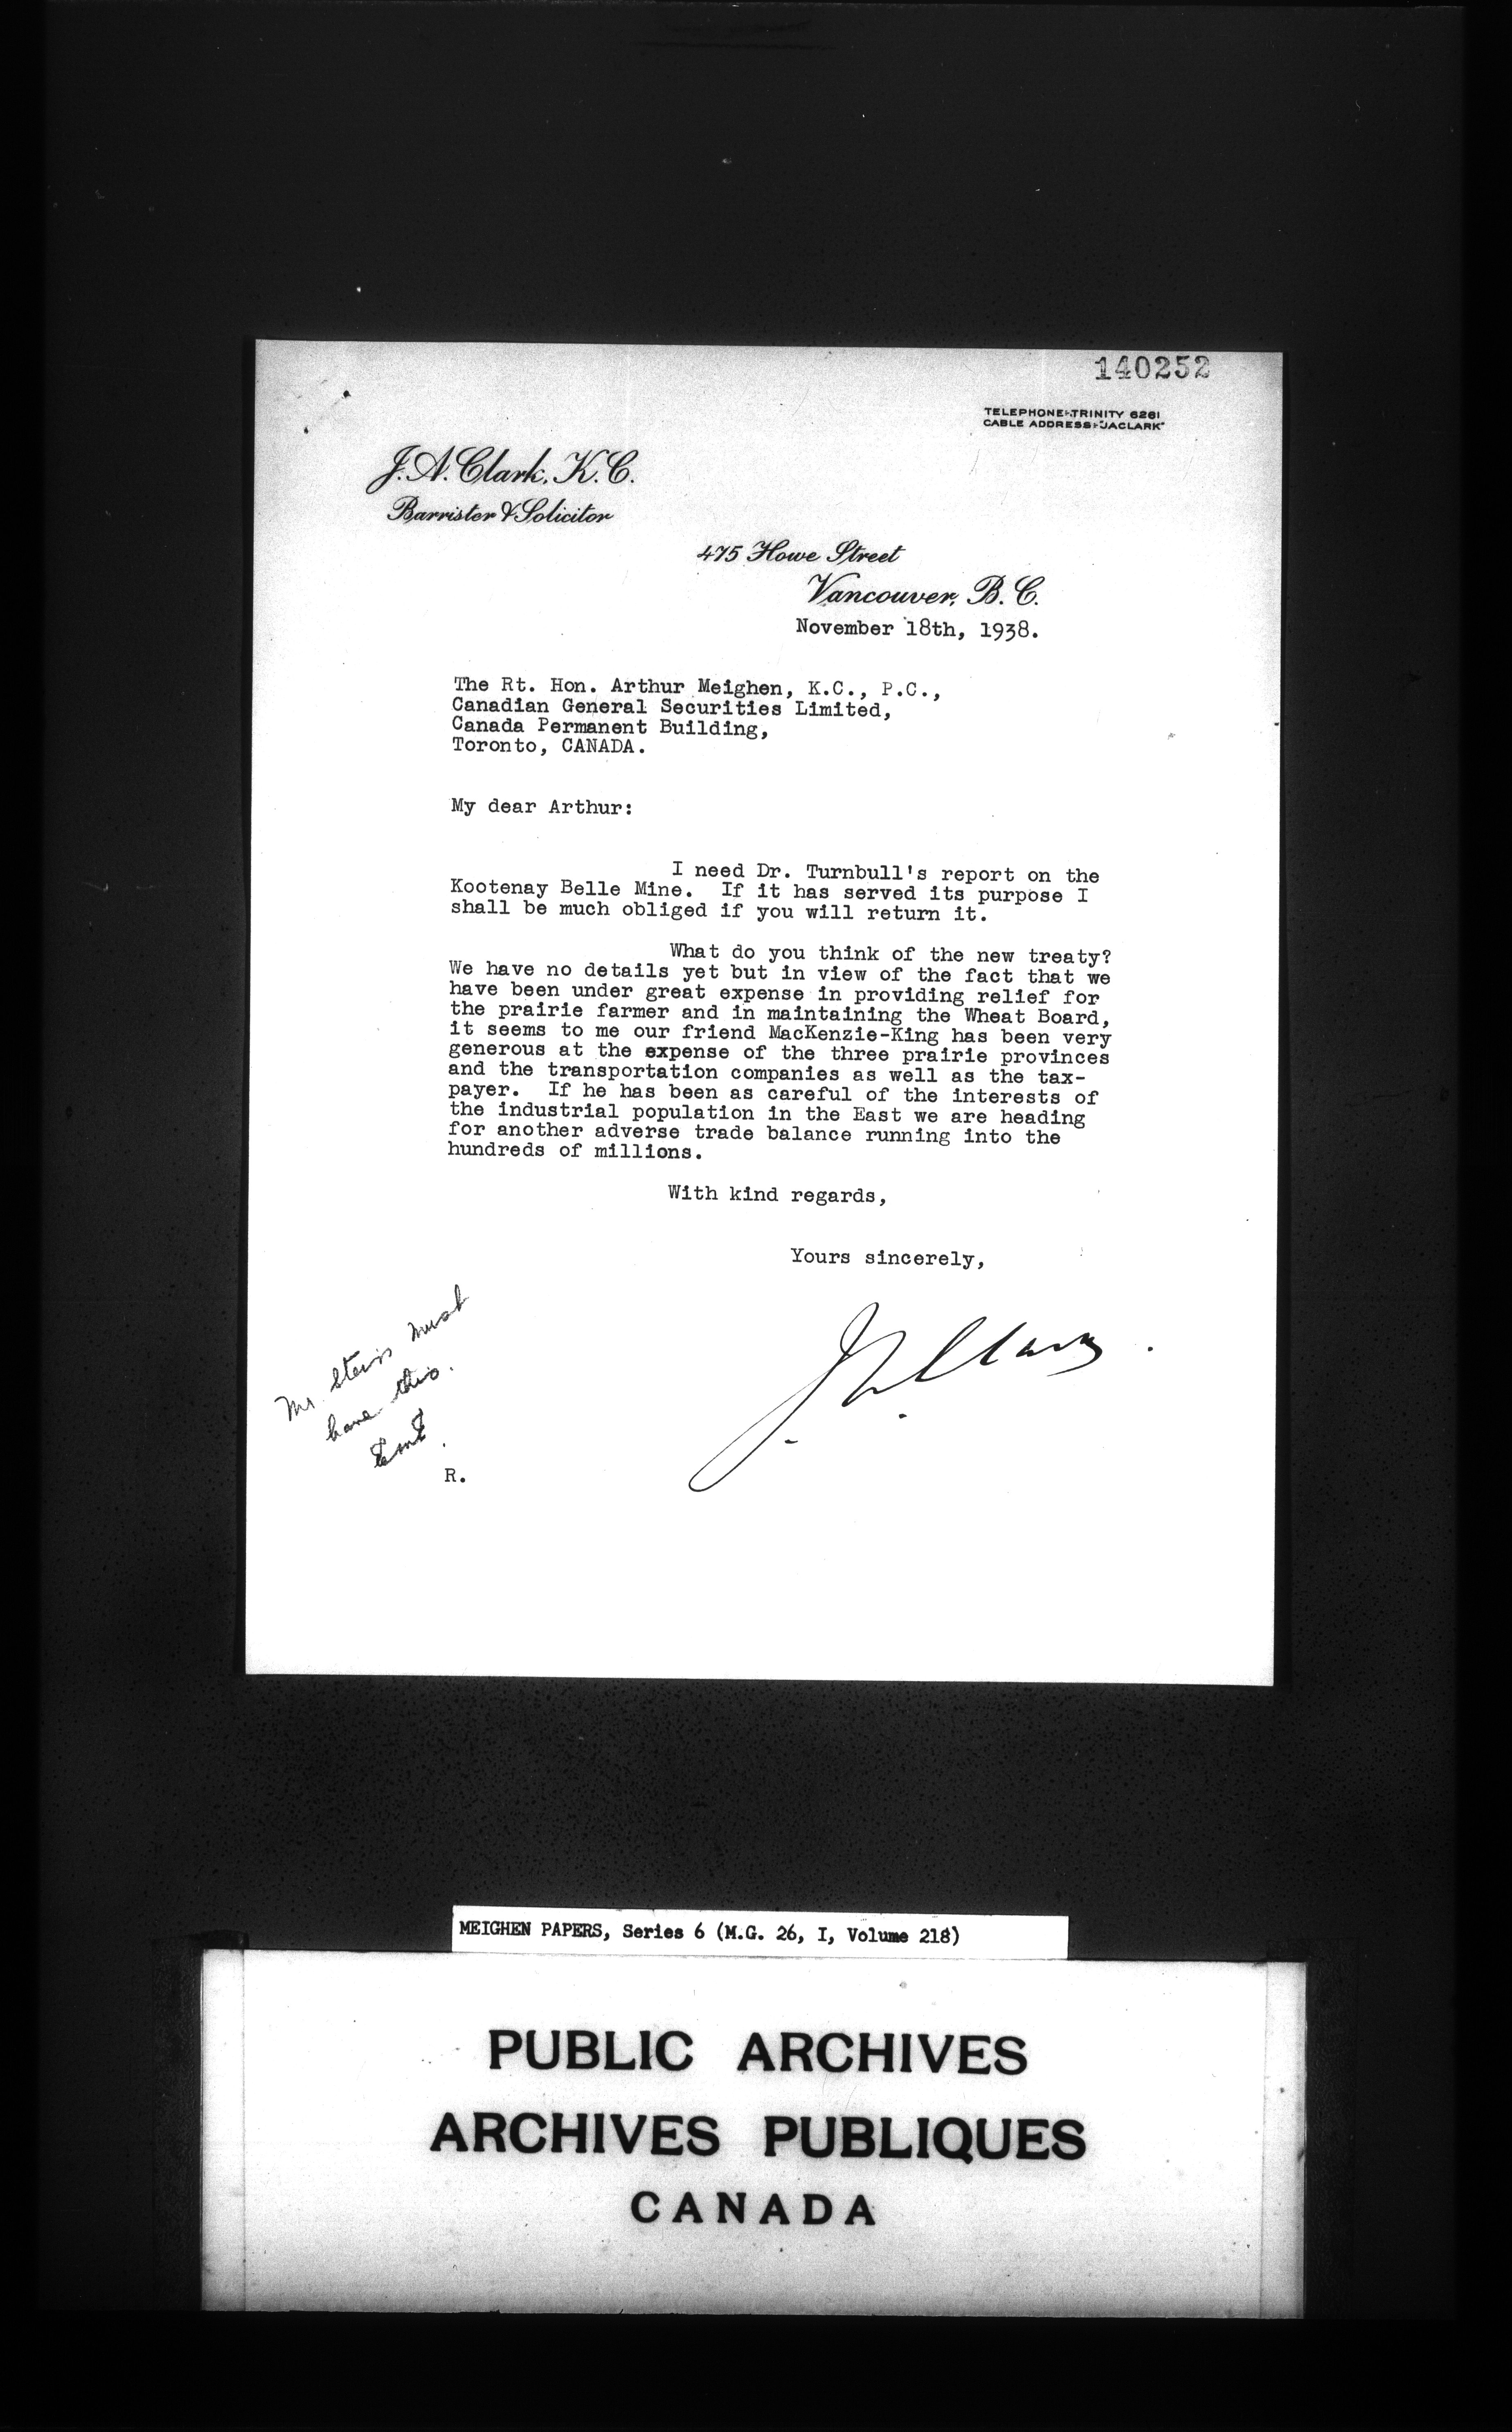 140252
TELEPHONE:-TRINITY 6261
CABLE ADDRESS:-"JACLARK"
J. A. Clark, K. C.
Barrister & Solicitor
475 Howe Street
Vancouver, B. C.
November 18th, 1938.
The Rt. Hon. Arthur Meighen, K.C., P.C.,
Canadian General Securities Limited,
Canada Permanent Building,
Toronto, CANADA.
My dear Arthur:
I need Dr. Turnbull's report on the
Kootenay Belle Mine. If it has served its purpose I
shall be much obliged if you will return it.
What do you think of the new treaty?
We have no details yet but in view of the fact that we
have been under great expense in providing relief for
the prairie farmer and in maintaining the Wheat Board,
it seems to me our friend MacKenzie-King has been very
generous at the expense of the three prairie provinces
and the transportation companies as well as the tax-
payer. If he has been as careful of the interests of
the industrial population in the East we are heading
for another adverse trade balance running into the
hundreds of millions.
With kind regards,
Yours sincerely,
J A Clark.
Mr. must
have this.
R.
MEIGHEN PAPERS, Series 6 (M.G. 26, I, Volume 218)
PUBLIC ARCHIVES
ARCHIVES PUBLIQUES
CANADA